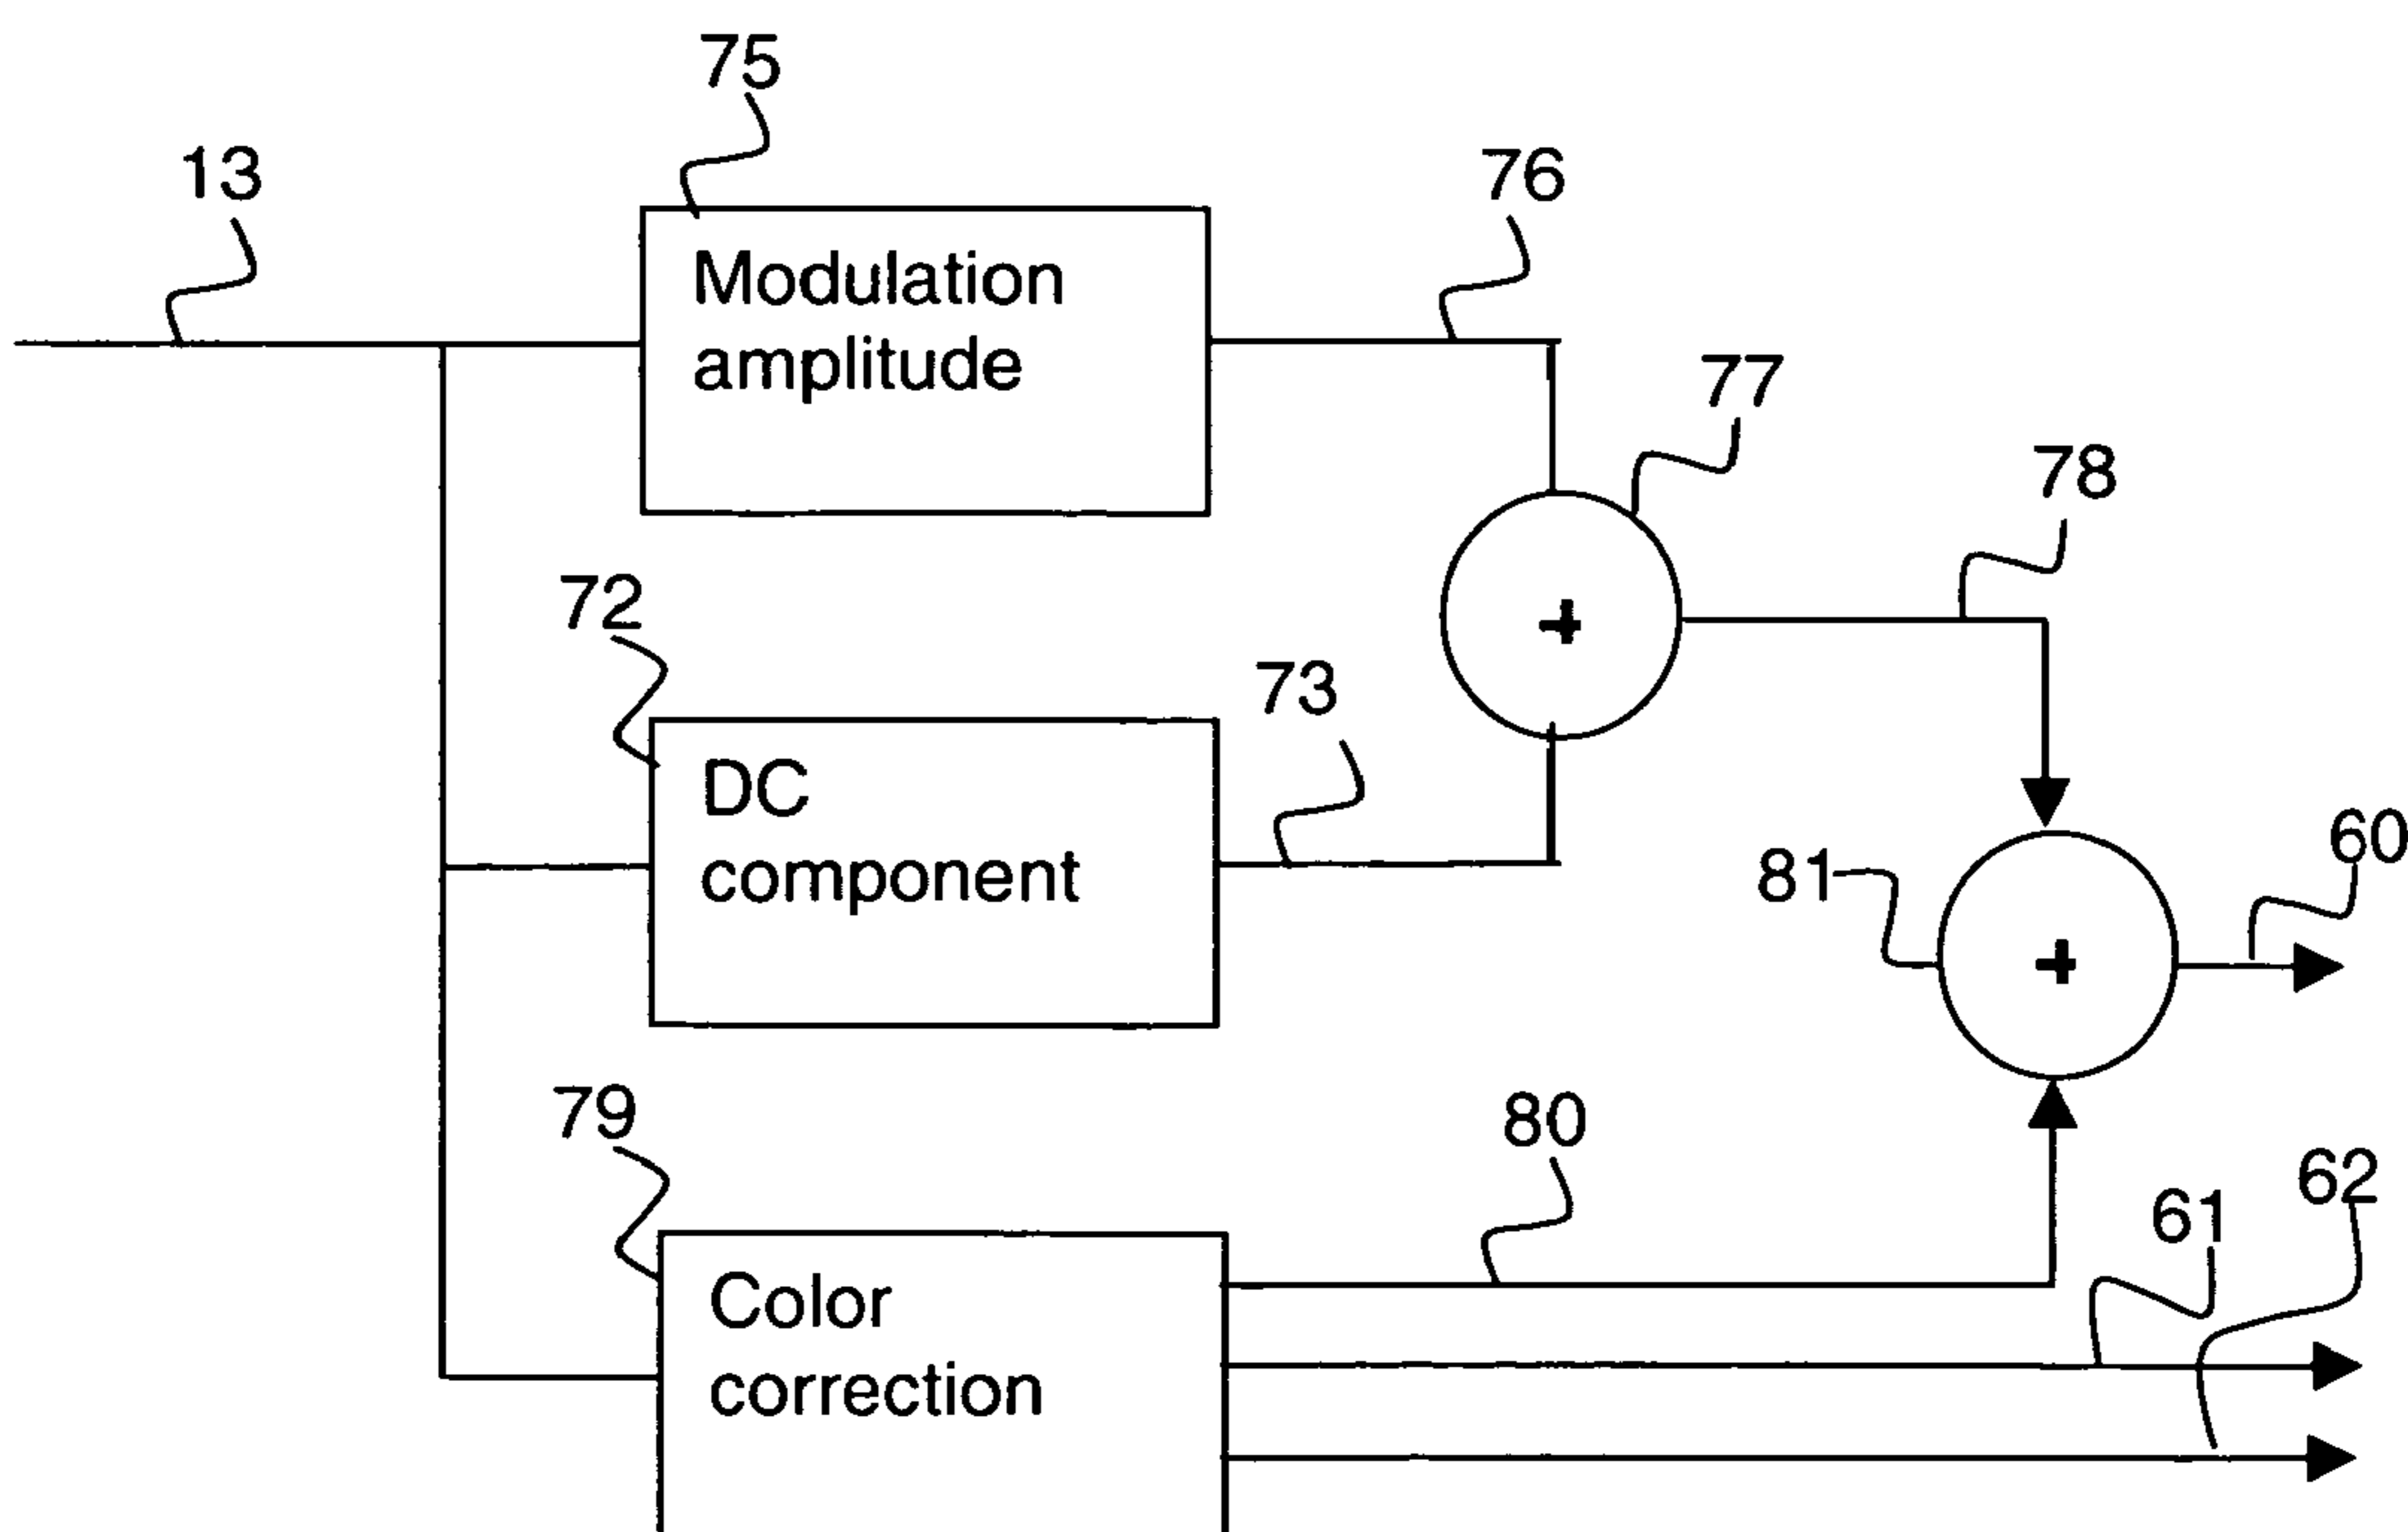 75
13
76
Modulation
amplitude
77
78
72
73
+
DC
component
60
81
+
79
80
62
61
Color
correction